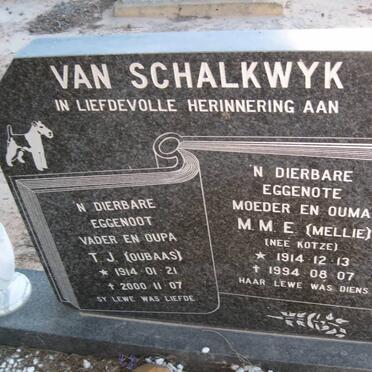 VAN SCHALKWYK
IN LIEFDEVOLLE HERINNERING AAN
'N DIERBARE
EGGENOOT
VADER EN OUPA
T.J. (OUBAAS)
★ 1914·01·21
✝ 2000·11·07
SY LEWE WAS LIEFDE
'N DIERBARE
EGGENOTE
MOEDER EN OUMA
M.M.E. (MELLIE)
(NEE KOTZE)
★ 1914·12·13
✝ 1994·08·07
HAAR LEWE WAS DIENS